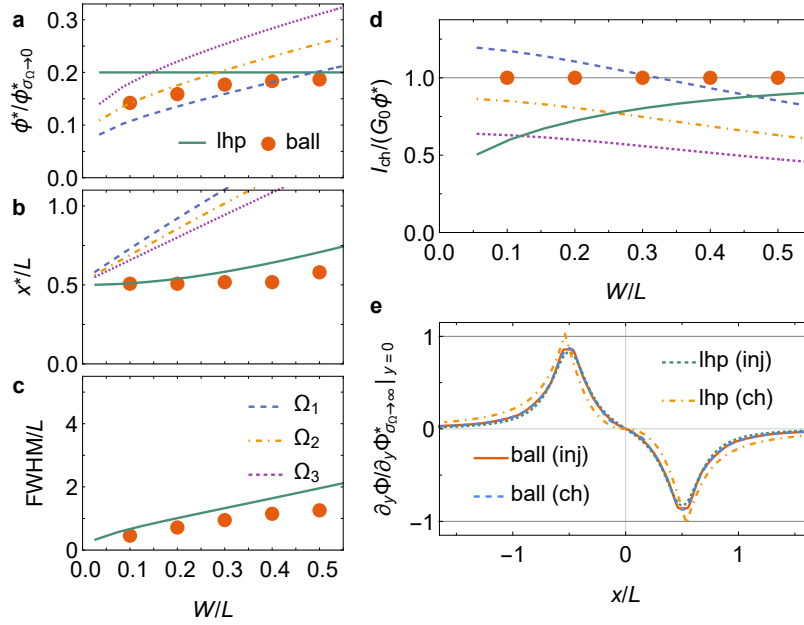 a
ϕ*/ϕ*σΩ→0
0.3
0.2
0.1
0.0
lhp
ball
b
x*/L
1.0
0.5
0.0
c
FWHM/L
4
2
0
Ω1
Ω2
Ω3
0.0 0.1 0.2 0.3 0.4 0.5
W/L
d
Ich/(G0ϕ*)
1.0
0.5
0.0
0.0 0.1 0.2 0.3 0.4 0.5
W/L
e
∂yΦ/∂yΦ*σΩ→∞ | y = 0
1
0
-1
lhp (inj)
lhp (ch)
ball (inj)
ball (ch)
-1 0 1
x/L